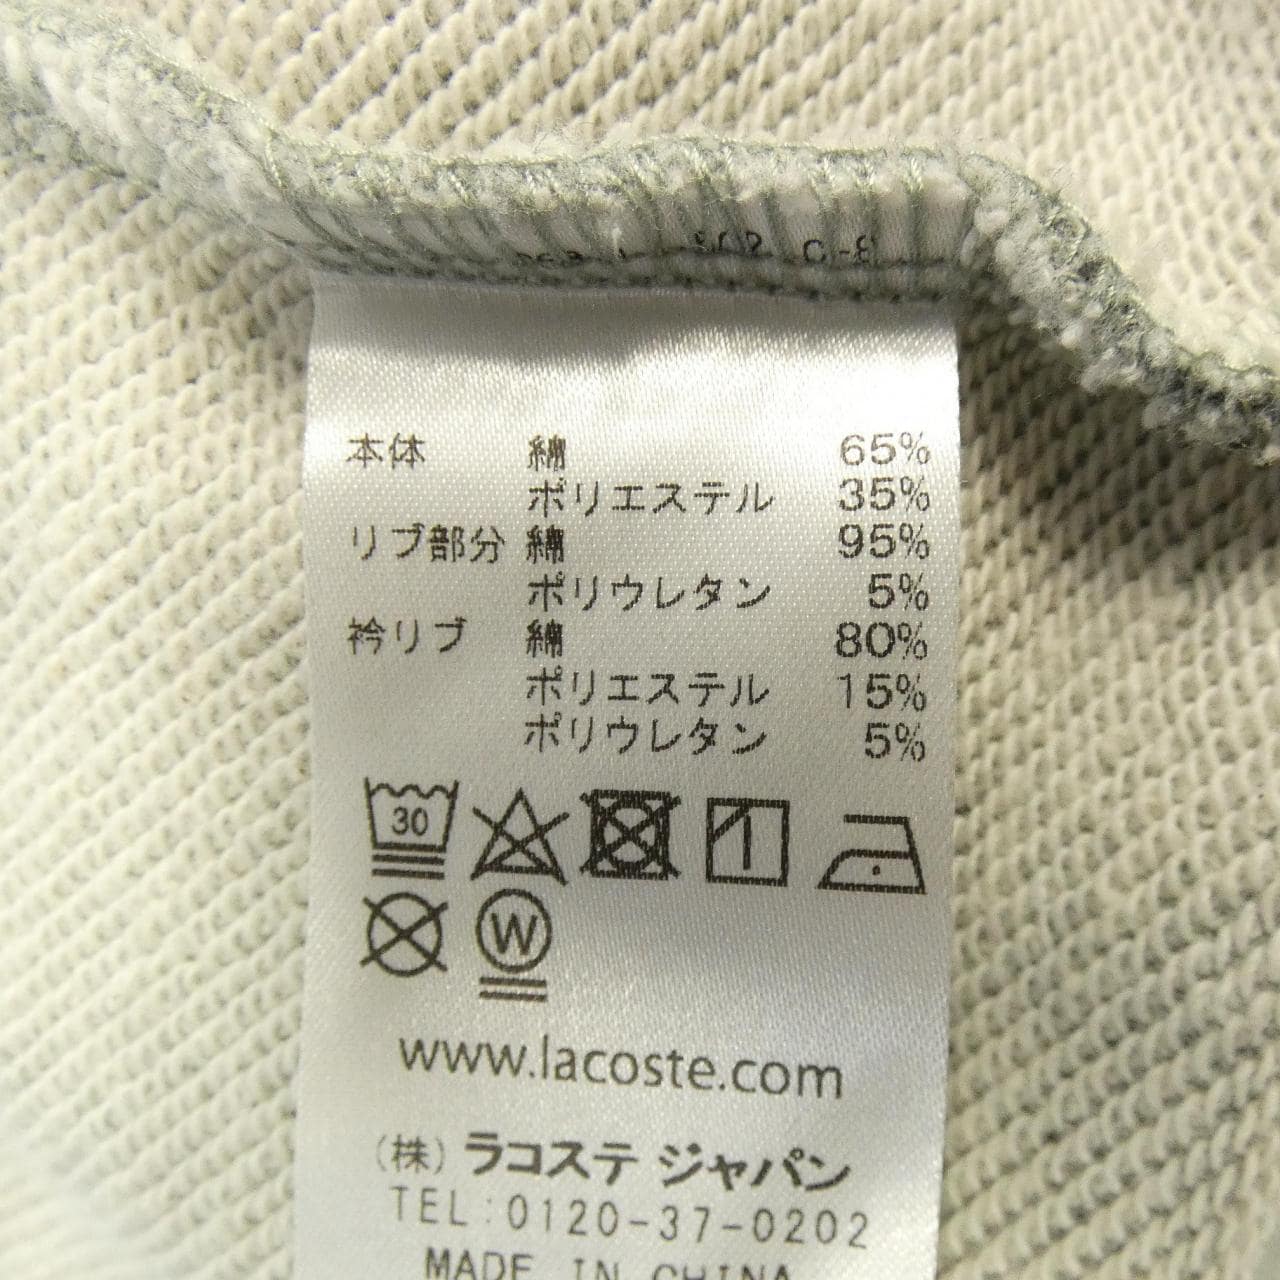 本体 綿 65%
ポリエステル 35%
リブ部分 綿 95%
ポリウレタン 5%
衿リブ 綿 80%
ポリエステル 15%
ポリウレタン 5%
30
W
www.lacoste.com
(株) ラコステ ジャパン
TEL:0120-37-0202
MADE IN CHINA